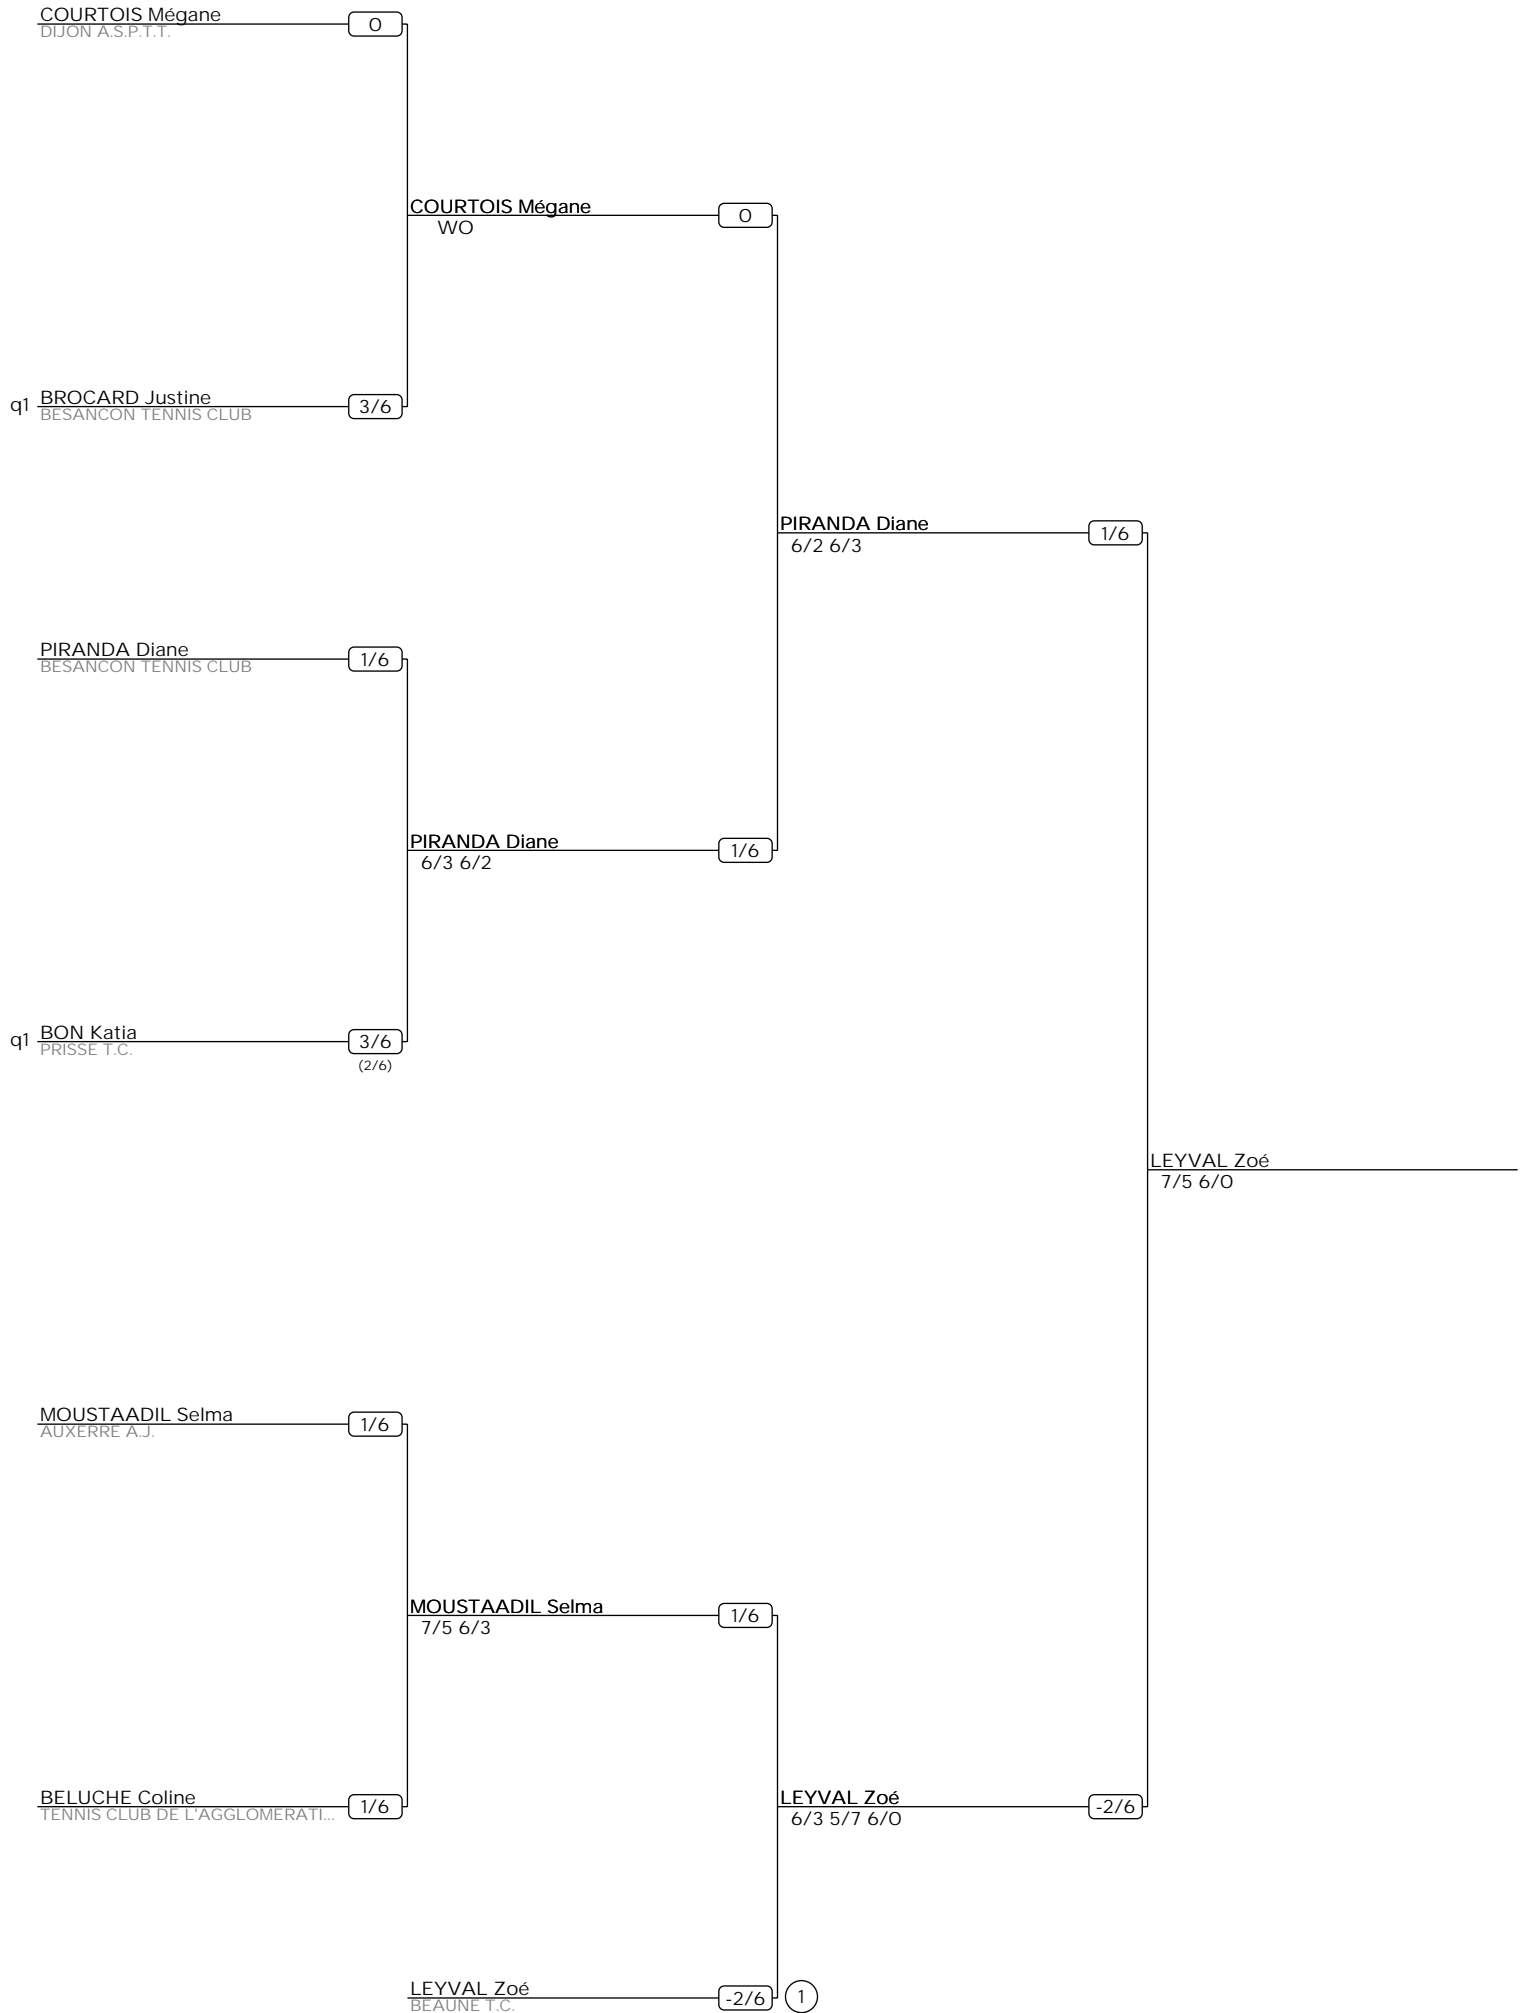 COURTOIS Mégane
DIJON A.S.P.T.T.
0
COURTOIS Mégane
WO
0
q1 BROCARD Justine
BESANCON TENNIS CLUB
3/6
PIRANDA Diane
6/2 6/3
1/6
PIRANDA Diane
BESANCON TENNIS CLUB
1/6
PIRANDA Diane
6/3 6/2
1/6
q1 BON Katia
PRISSE T.C.
3/6
(2/6)
LEYVAL Zoé
7/5 6/0
MOUSTAADIL Selma
AUXERRE A.J.
1/6
MOUSTAADIL Selma
7/5 6/3
1/6
BELUCHE Coline
TENNIS CLUB DE L'AGGLOMERATI...
1/6
LEYVAL Zoé
6/3 5/7 6/0
-2/6
LEYVAL Zoé
BEAUNE T.C.
-2/6
1